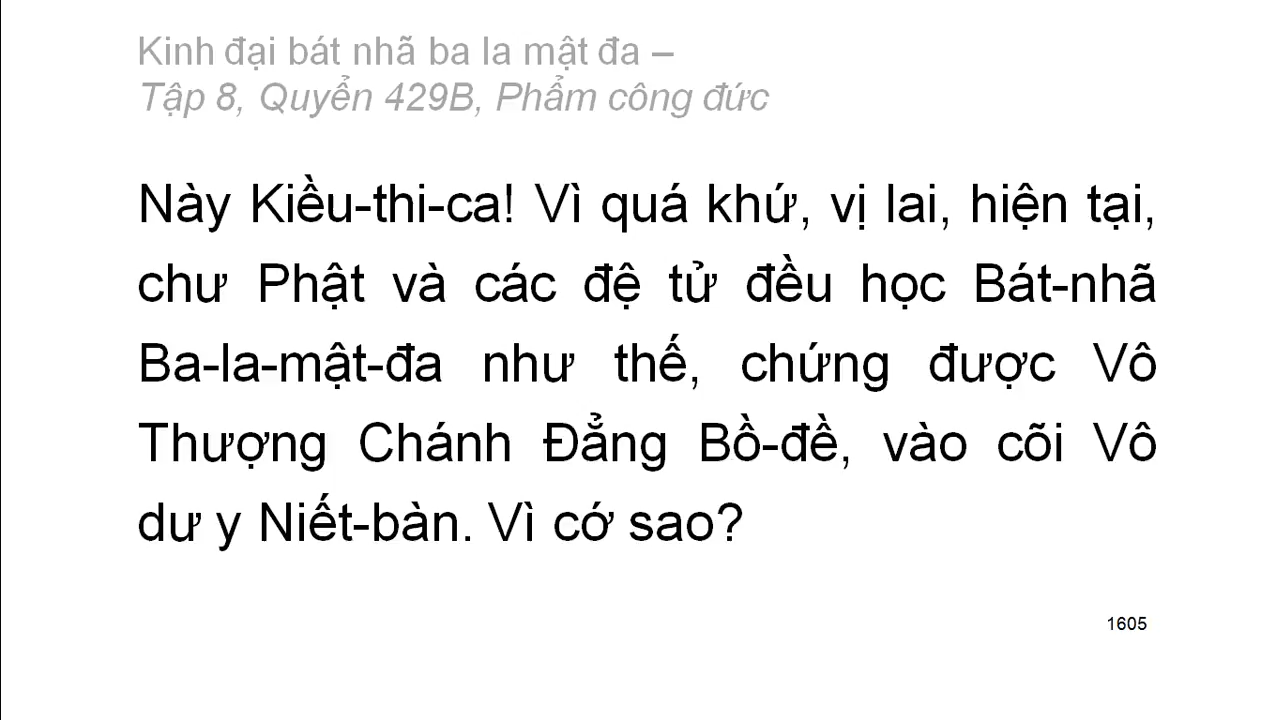 Kinh đại bát nhã ba la mật đa –
Tập 8, Quyển 429B, Phẩm công đức
Này Kiều-thi-ca! Vì quá khứ, vị lai, hiện tại,
chư Phật và các đệ tử đều học Bát-nhã
Ba-la-mật-đa như thế, chứng được Vô
Thượng Chánh Đẳng Bồ-đề, vào cõi Vô
dư y Niết-bàn. Vì cớ sao?
1605